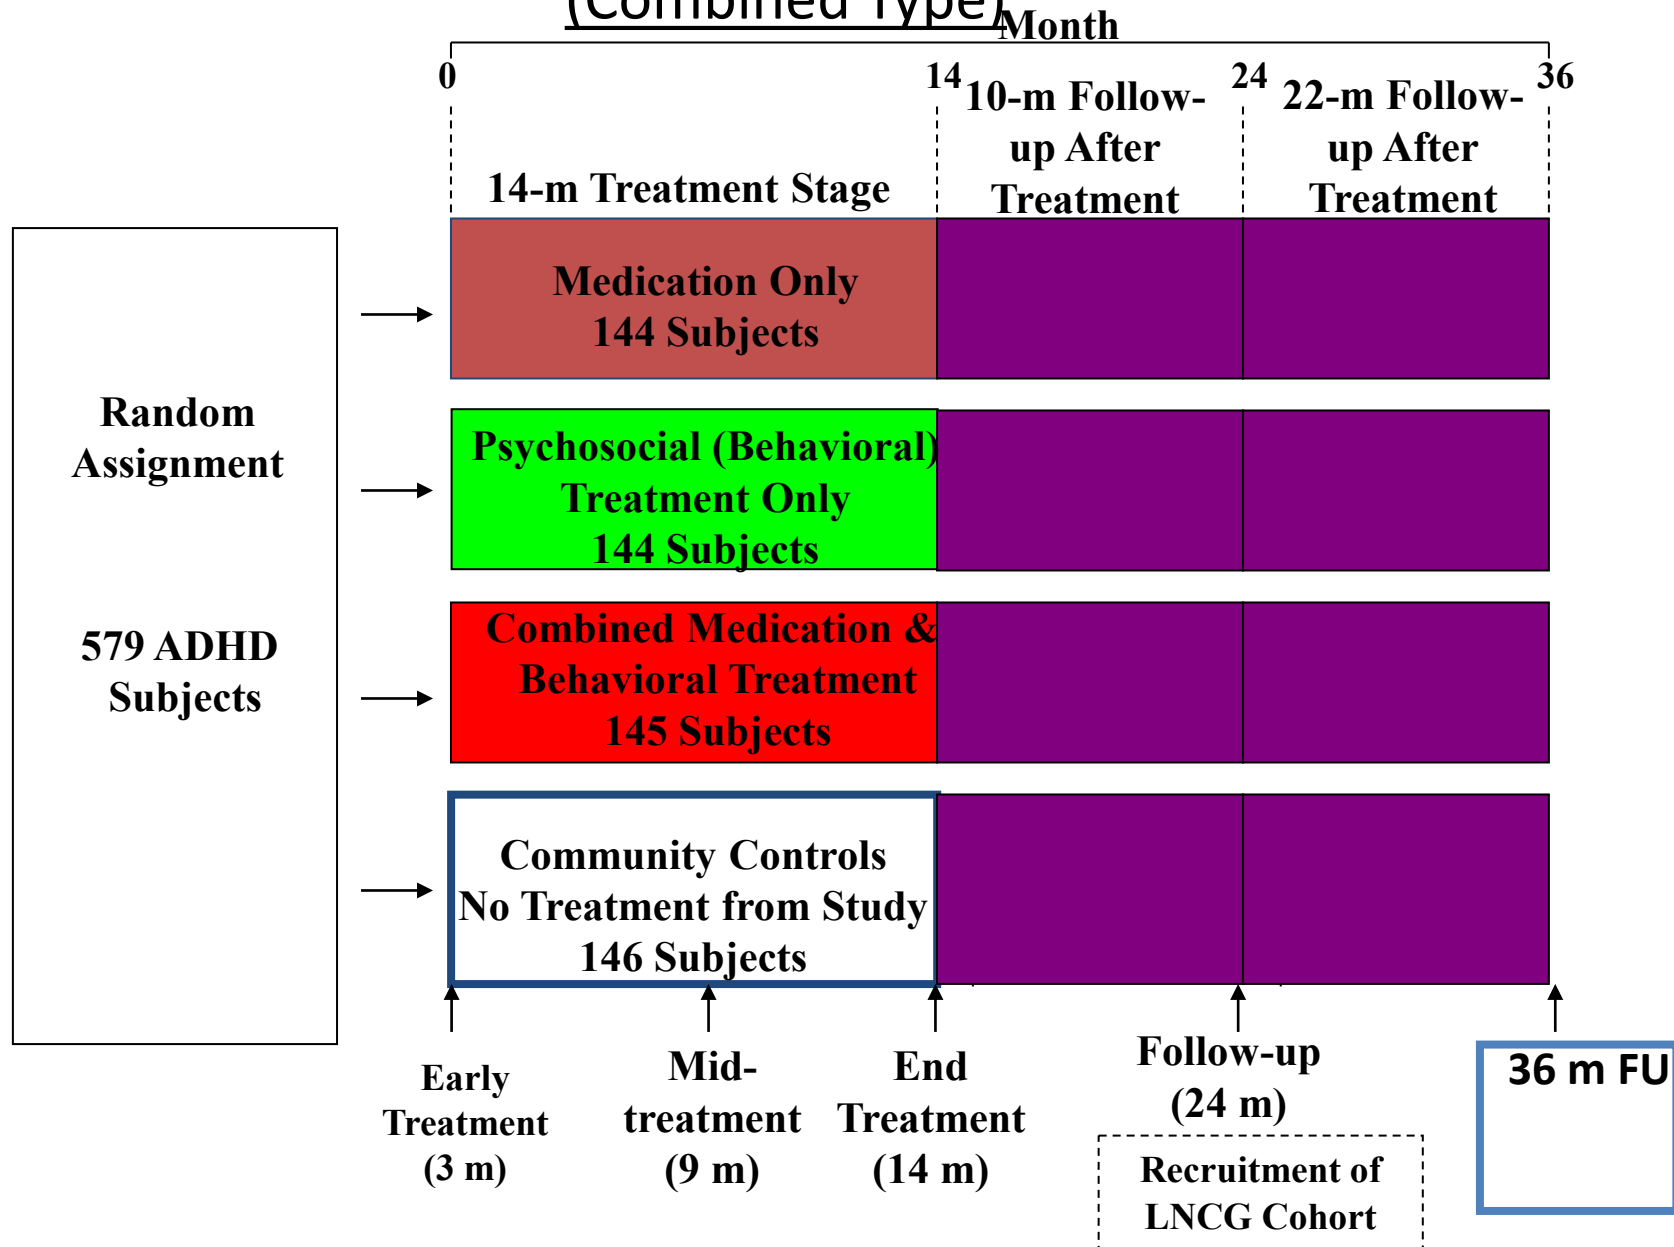 (Combined Type)
Month
0
14
24
36
10-m Follow-
up After
Treatment
22-m Follow-
up After
Treatment
14-m Treatment Stage
Random
Assignment
579 ADHD
Subjects
Medication Only
144 Subjects
Psychosocial (Behavioral)
Treatment Only
144 Subjects
Combined Medication &
Behavioral Treatment
145 Subjects
Community Controls
No Treatment from Study
146 Subjects
Early
Treatment
(3 m)
Mid-
treatment
(9 m)
End
Treatment
(14 m)
Follow-up
(24 m)
Recruitment of
LNCG Cohort
36 m FU